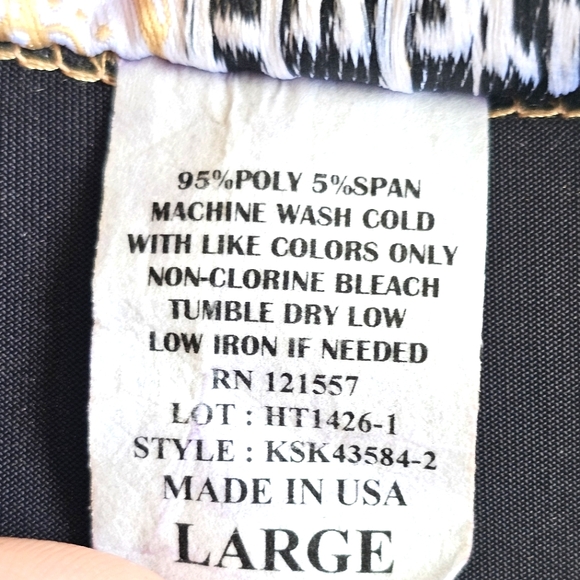 95%POLY 5%SPAN
MACHINE WASH COLD
WITH LIKE COLORS ONLY
NON-CLORINE BLEACH
TUMBLE DRY LOW
LOW IRON IF NEEDED
RN 121557
LOT : HT1426-1
STYLE : KSK43584-2
MADE IN USA
LARGE